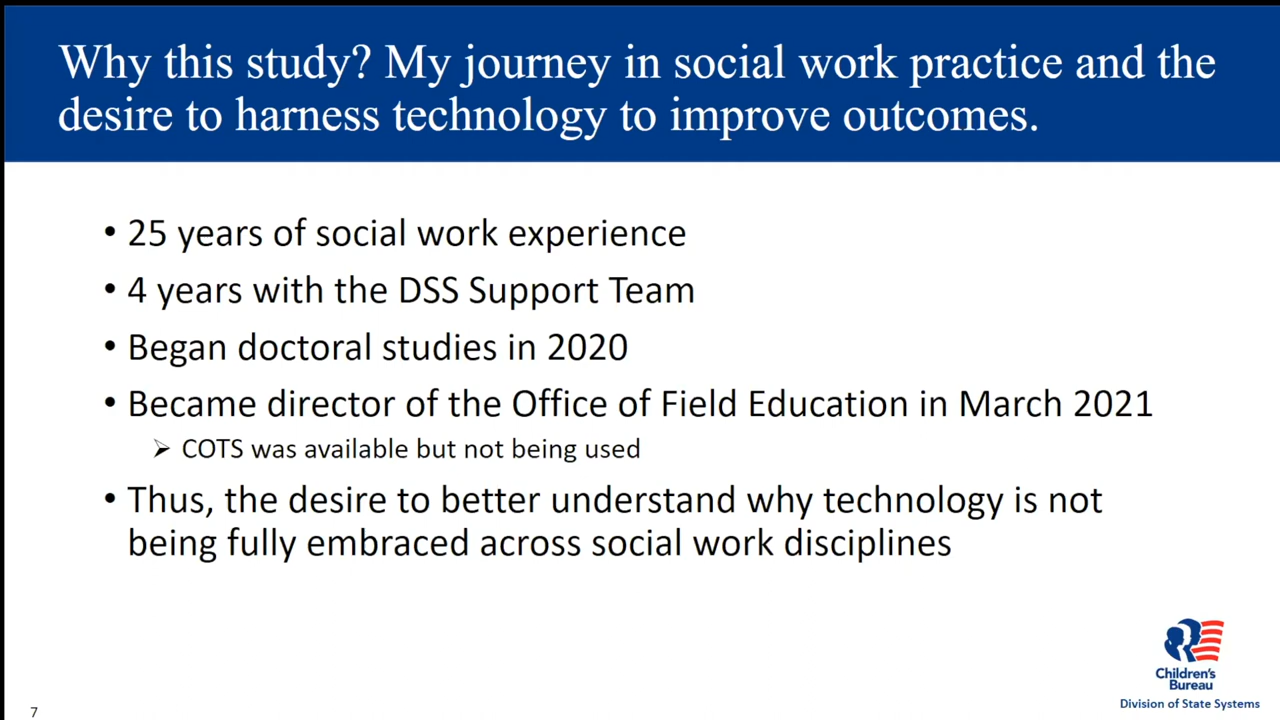 Why this study? My journey in social work practice and the
desire to harness technology to improve outcomes.
• 25 years of social work experience
• 4 years with the DSS Support Team
• Began doctoral studies in 2020
• Became director of the Office of Field Education in March 2021
➢ COTS was available but not being used
• Thus, the desire to better understand why technology is not
being fully embraced across social work disciplines
Children's
Bureau
Division of State Systems
7